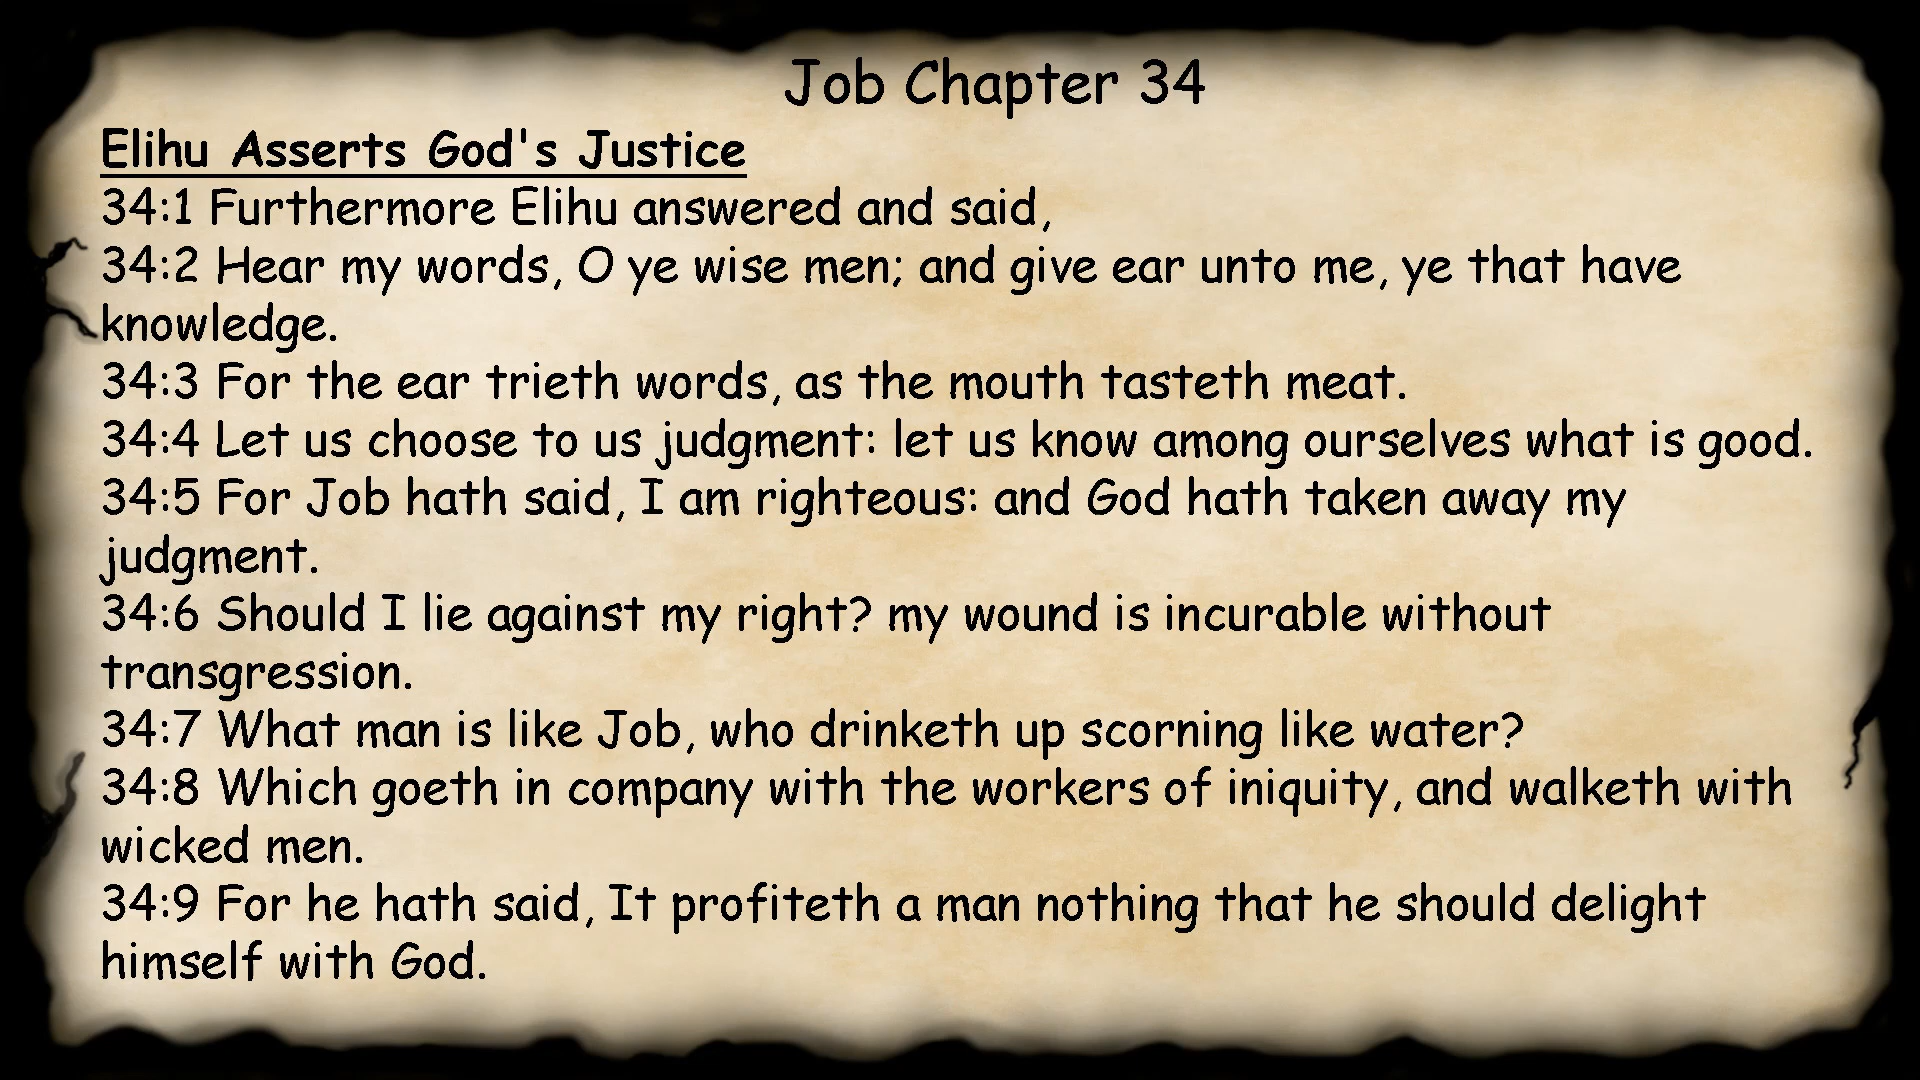 Job Chapter 34
Elihu Asserts God's Justice
34:1 Furthermore Elihu answered and said,
34:2 Hear my words, O ye wise men; and give ear unto me, ye that have
knowledge.
34:3 For the ear trieth words, as the mouth tasteth meat.
34:4 Let us choose to us judgment: let us know among ourselves what is good.
34:5 For Job hath said, I am righteous: and God hath taken away my
judgment.
34:6 Should I lie against my right? my wound is incurable without
transgression.
34:7 What man is like Job, who drinketh up scorning like water?
34:8 Which goeth in company with the workers of iniquity, and walketh with
wicked men.
34:9 For he hath said, It profiteth a man nothing that he should delight
himself with God.